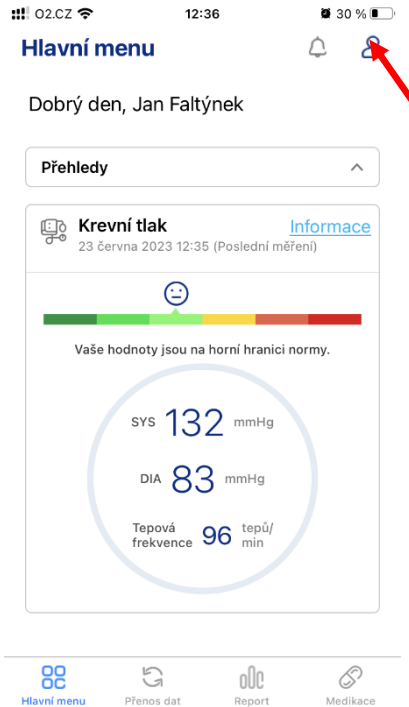 O2.CZ 12:36 30 %
Hlavní menu
Dobrý den, Jan Faltýnek
Přehledy
Krevní tlak Informace
23 června 2023 12:35 (Poslední měření)
Vaše hodnoty jsou na horní hranici normy.
SYS 132 mmHg
DIA 83 mmHg
Tepová frekvence 96 tepů/ min
Hlavní menu Přenos dat Report Medikace